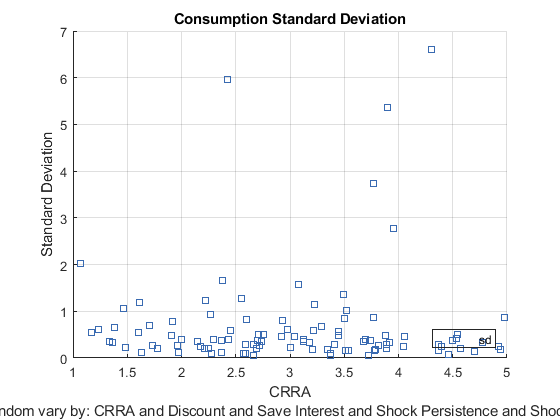 Consumption Standard Deviation
7
6
5
4
3
2
1
0
Standard Deviation
sd
1 1.5 2 2.5 3 3.5 4 4.5 5
CRRA
vary by: CRRA and Discount and Save Interest and Shock Persistence and